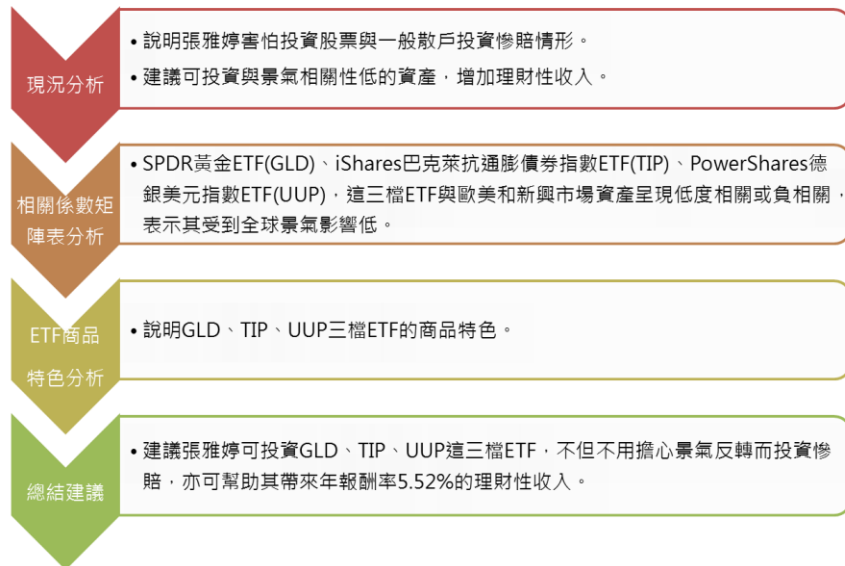 現況分析
• 說明張雅婷害怕投資股票與一般散戶投資慘賠情形。
• 建議可投資與景氣相關性低的資產，增加理財性收入。
相關係數矩
陣表分析
• SPDR黃金ETF(GLD)、iShares巴克萊抗通膨債券指數ETF(TIP)、PowerShares德
銀美元指數ETF(UUP)，這三檔ETF與歐美和新興市場資產呈現低度相關或負相關，
表示其受到全球景氣影響低。
ETF商品
特色分析
• 說明GLD、TIP、UUP三檔ETF的商品特色。
總結建議
• 建議張雅婷可投資GLD、TIP、UUP這三檔ETF，不但不用擔心景氣反轉而投資慘
賠，亦可幫助其帶來年報酬率5.52%的理財性收入。